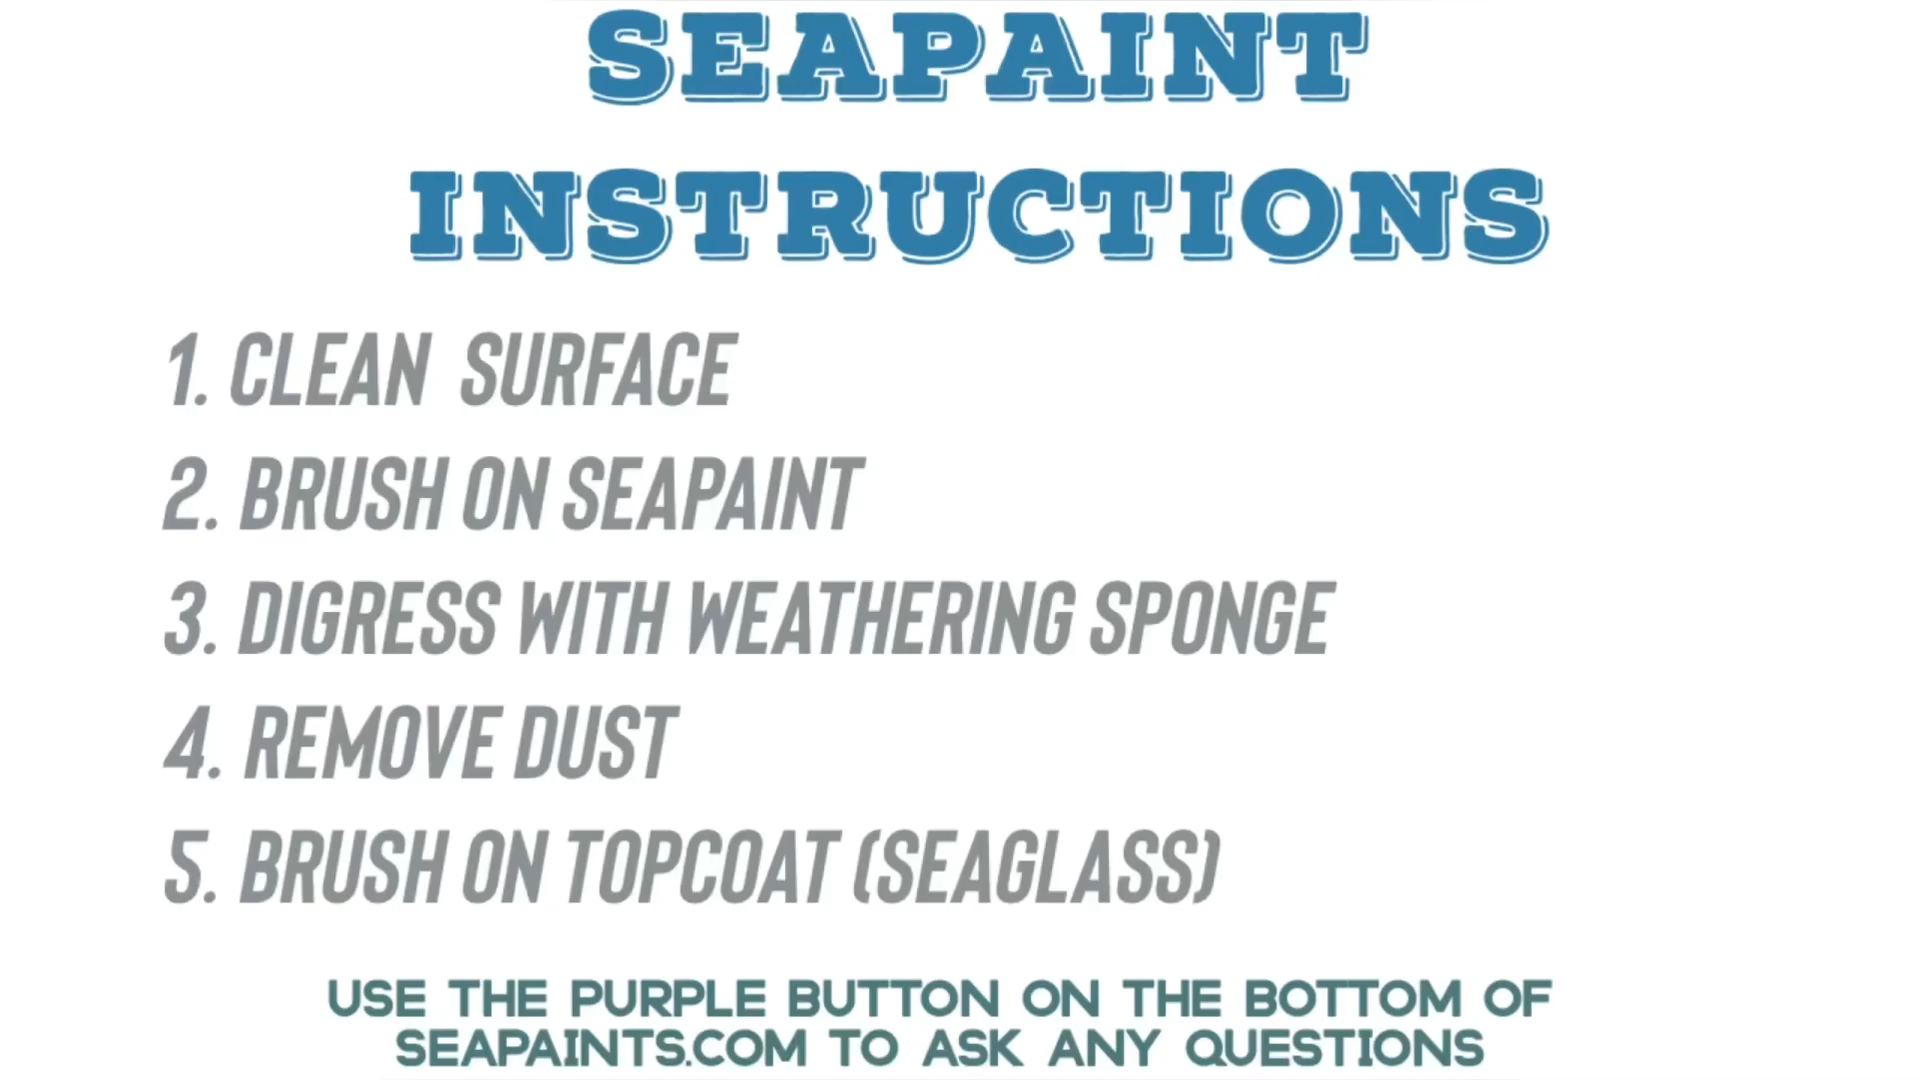 SEAPAINT
INSTRUCTIONS
1. CLEAN SURFACE
2. BRUSH ON SEAPAINT
3. DIGRESS WITH WEATHERING SPONGE
4. REMOVE DUST
5. BRUSH ON TOPCOAT (SEAGLASS)
USE THE PURPLE BUTTON ON THE BOTTOM OF
SEAPAINTS.COM TO ASK ANY QUESTIONS